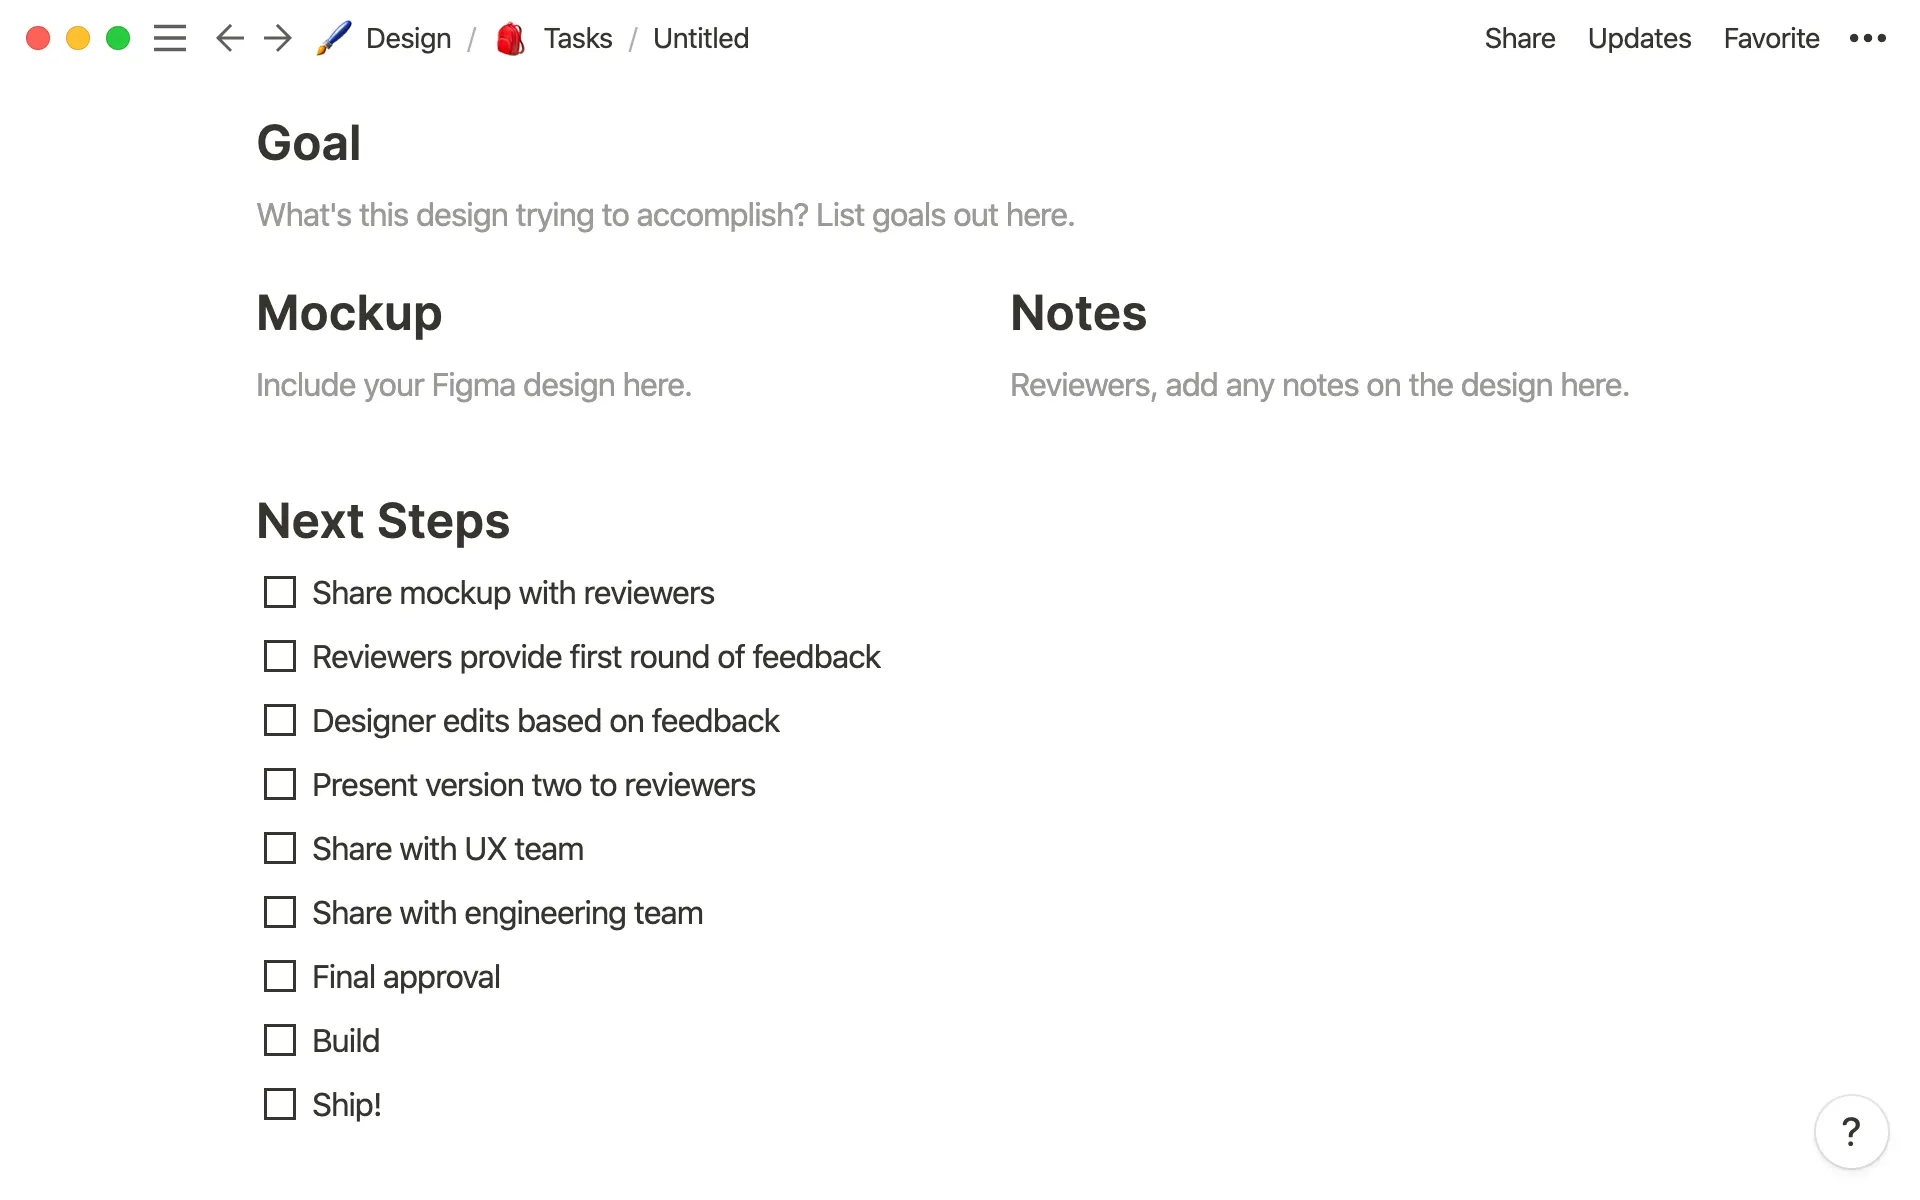 Design / Tasks / Untitled
Share Updates Favorite •••
Goal
What's this design trying to accomplish? List goals out here.
Mockup
Include your Figma design here.
Notes
Reviewers, add any notes on the design here.
Next Steps
Share mockup with reviewers
Reviewers provide first round of feedback
Designer edits based on feedback
Present version two to reviewers
Share with UX team
Share with engineering team
Final approval
Build
Ship!
?